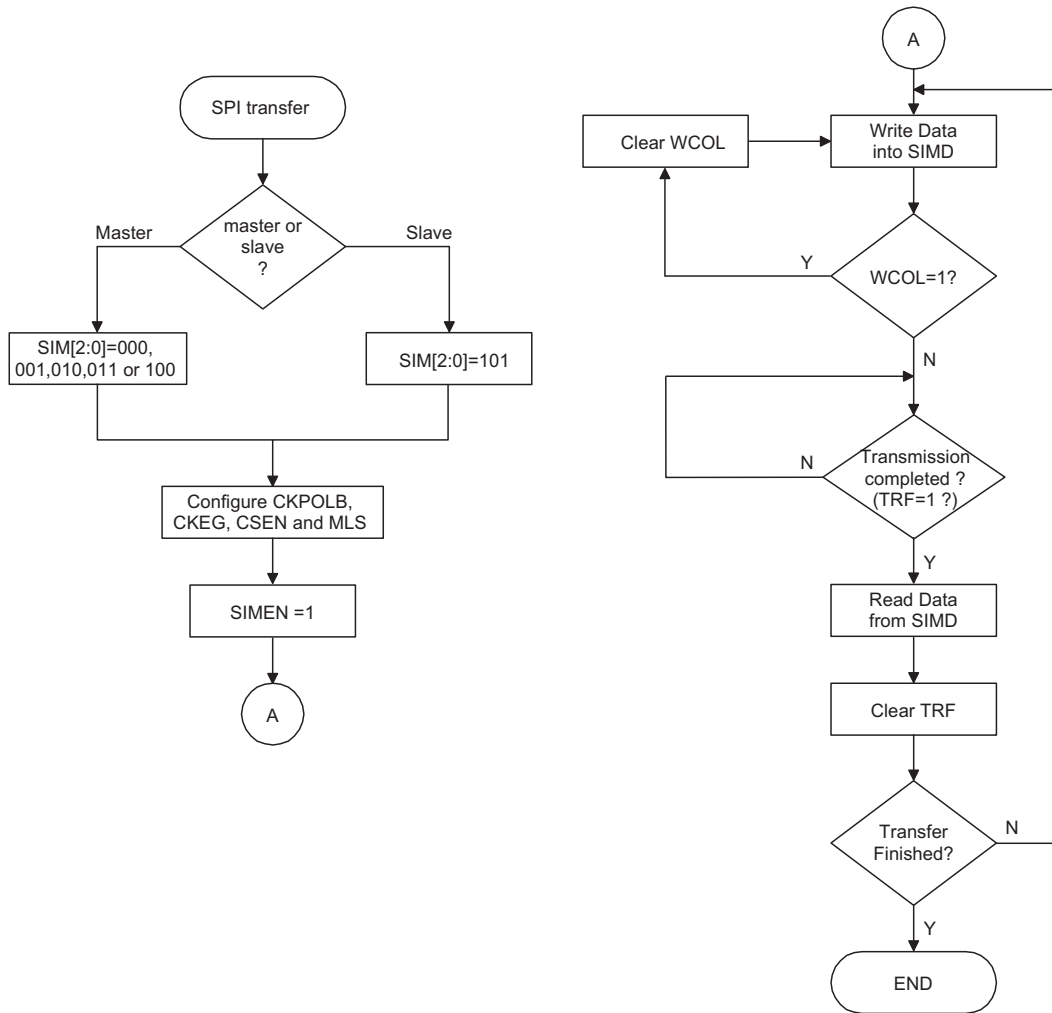 SPI transfer
master or
slave
?
Master
Slave
SIM[2:0]=000,
001,010,011 or 100
SIM[2:0]=101
Configure CKPOLB,
CKEG, CSEN and MLS
SIMEN =1
A
A
Write Data
into SIMD
Clear WCOL
WCOL=1?
Y
N
Transmission
completed ?
(TRF=1 ?)
N
Y
Read Data
from SIMD
Clear TRF
Transfer
Finished?
N
Y
END